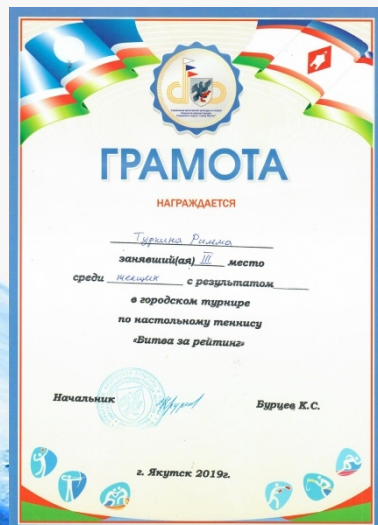 ГРАМОТА
НАГРАЖДАЕТСЯ
Туркина Римма
занявший(ая) III место
среди женщин с результатом
в городском турнире
по настольному теннису
«Битва за рейтинг»
Начальник Бурцев К.С.
г. Якутск 2019г.